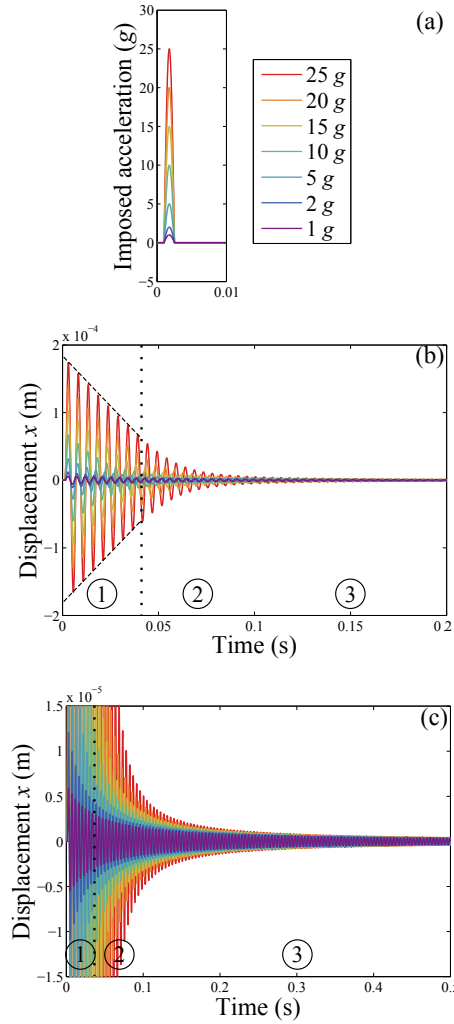 (a)
Imposed acceleration (g)
30
25
20
15
10
5
0
−5
0
0.01
25 g
20 g
15 g
10 g
5 g
2 g
1 g
(b)
x 10⁻⁴
Displacement x (m)
2
1
0
−1
−2
1
2
3
0
0.05
0.1
0.15
0.2
Time (s)
(c)
x 10⁻⁵
Displacement x (m)
1.5
1
0.5
0
−0.5
−1
−1.5
1
2
3
0
0.1
0.2
0.3
0.4
0.5
Time (s)